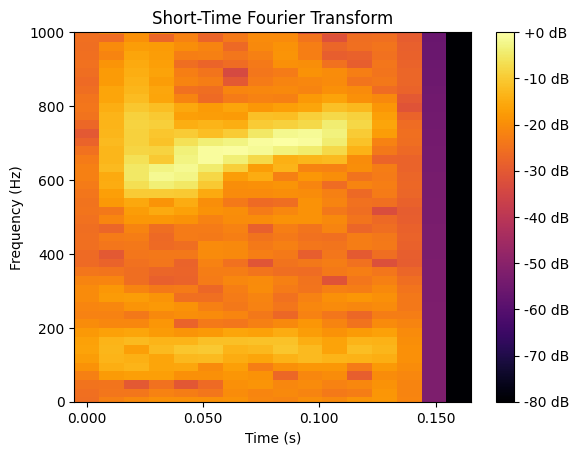 Short-Time Fourier Transform
1000
800
600
400
200
0
Frequency (Hz)
0.000
0.050
0.100
0.150
Time (s)
+0 dB
-10 dB
-20 dB
-30 dB
-40 dB
-50 dB
-60 dB
-70 dB
-80 dB